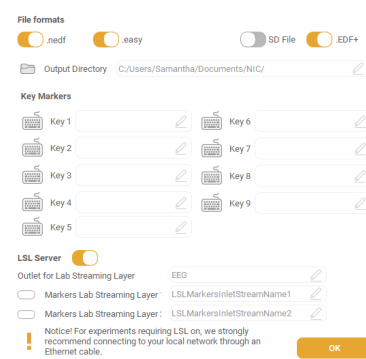 File formats
.nedf .easy SD File .EDF+
Output Directory C:/Users/Samantha/Documents/NIC/
Key Markers
Key 1 Key 6
Key 2 Key 7
Key 3 Key 8
Key 4 Key 9
Key 5
LSL Server
Outlet for Lab Streaming Layer EEG
Markers Lab Streaming Layer LSLMarkersInletStreamName1
Markers Lab Streaming Layer LSLMarkersInletStreamName2
Notice! For experiments requiring LSL on, we strongly
recommend connecting to your local network through an
Ethernet cable.
OK